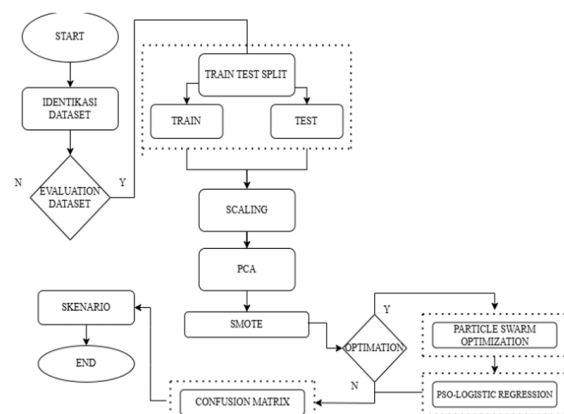 START
IDENTIKASI
DATASET
N
EVALUATION
DATASET
Y
TRAIN TEST SPLIT
TRAIN
TEST
SCALING
PCA
SMOTE
OPTIMATION
Y
PARTICLE SWARM
OPTIMIZATION
PSO-LOGISTIC REGRESSION
N
CONFUSION MATRIX
SKENARIO
END